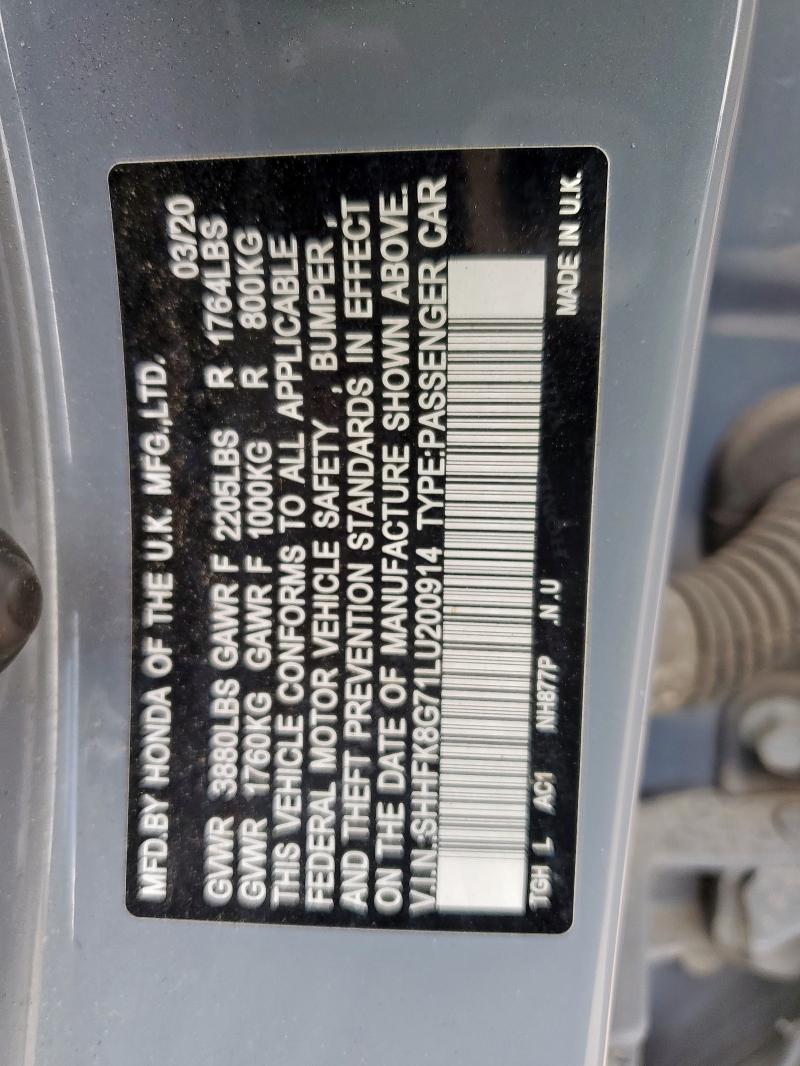 MFD.BY HONDA OF THE U.K. MFG.,LTD. 03/20
GVWR 3880LBS GAWR F 2205LBS R 1764LBS
GVWR 1760KG GAWR F 1000KG R 800KG
THIS VEHICLE CONFORMS TO ALL APPLICABLE
FEDERAL MOTOR VEHICLE SAFETY, BUMPER,
AND THEFT PREVENTION STANDARDS IN EFFECT
ON THE DATE OF MANUFACTURE SHOWN ABOVE.
V.I.N.:SHHFK8G71LU200914 TYPE:PASSENGER CAR
TGH L AC1 NH877P .N .U MADE IN U.K.